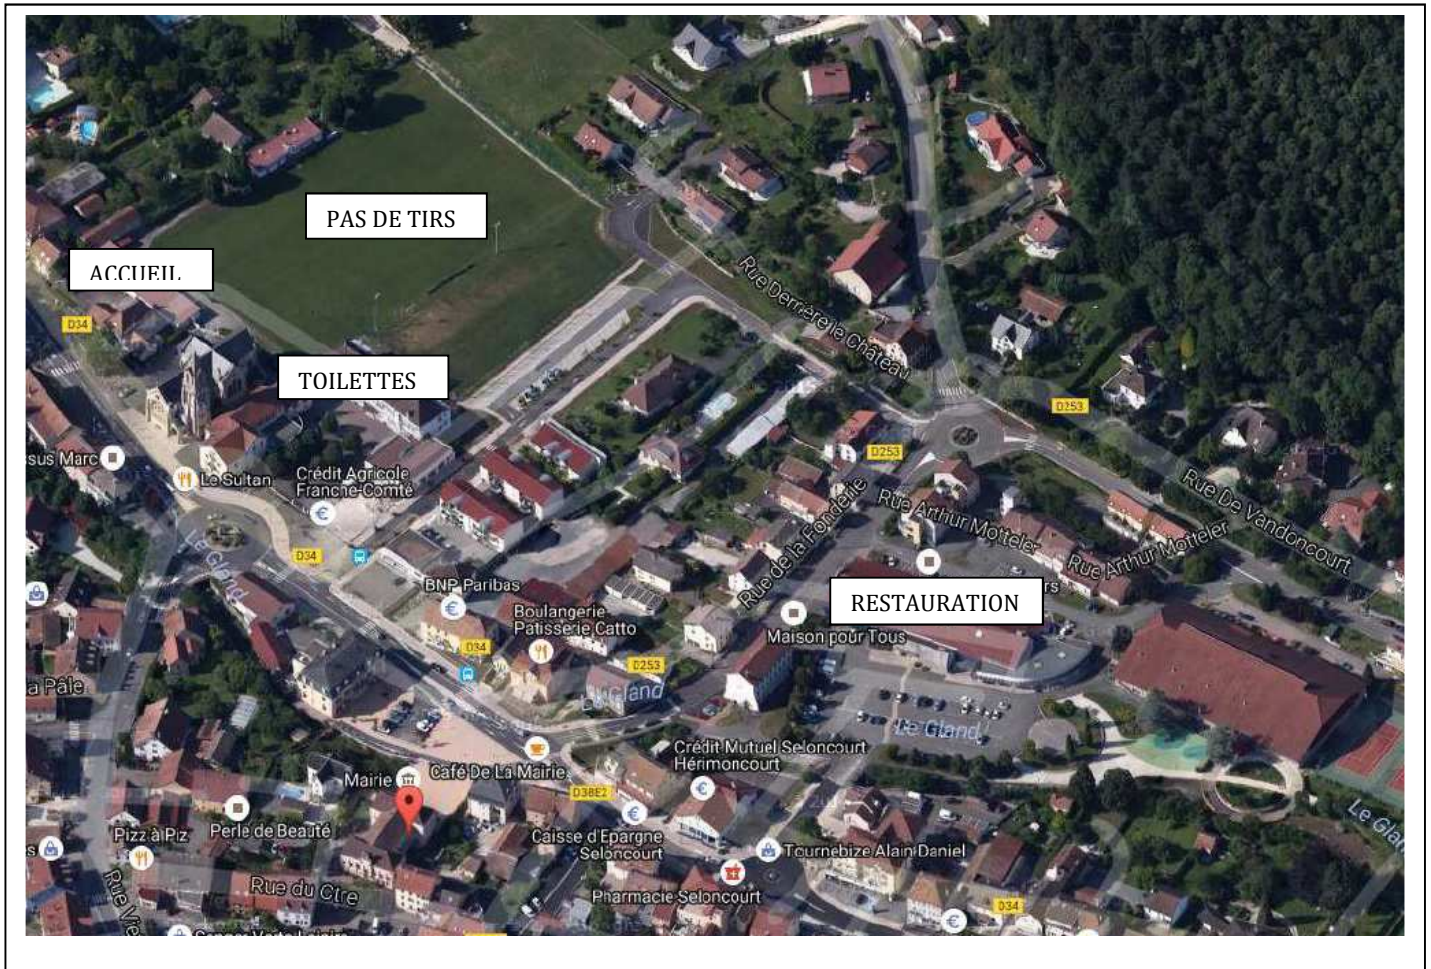 PAS DE TIRS
ACCUEIL
Rue Derrière le Château
D34
TOILETTES
D253
Marc
Le Sultan
Crédit Agricole
Franche-Comté
D253
Rue De Vandoncourt
Rue de la Fonderie
Rue Arthur Motteler
Rue Arthur Motteler
Le Gland
D34
BNP Paribas
RESTAURATION
Boulangerie
Patisserie Catto
Maison pour Tous
D34
D253
Le Gland
Pâle
Le Gland
Crédit Mutuel Seloncourt
Hérimoncourt
Mairie
Café De La Mairie
D38E2
Perle de Beauté
Pizz à Piz
Caisse d'Epargne
Seloncourt
Tournebize Alain Daniel
Rue du Ctre
Pharmacie Seloncourt
D34
Rue